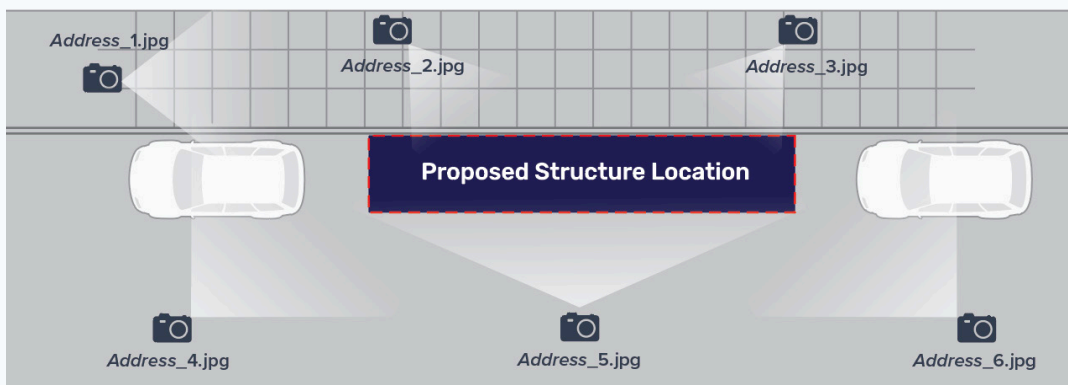 Address_1.jpg
Address_2.jpg
Address_3.jpg
Proposed Structure Location
Address_4.jpg
Address_5.jpg
Address_6.jpg